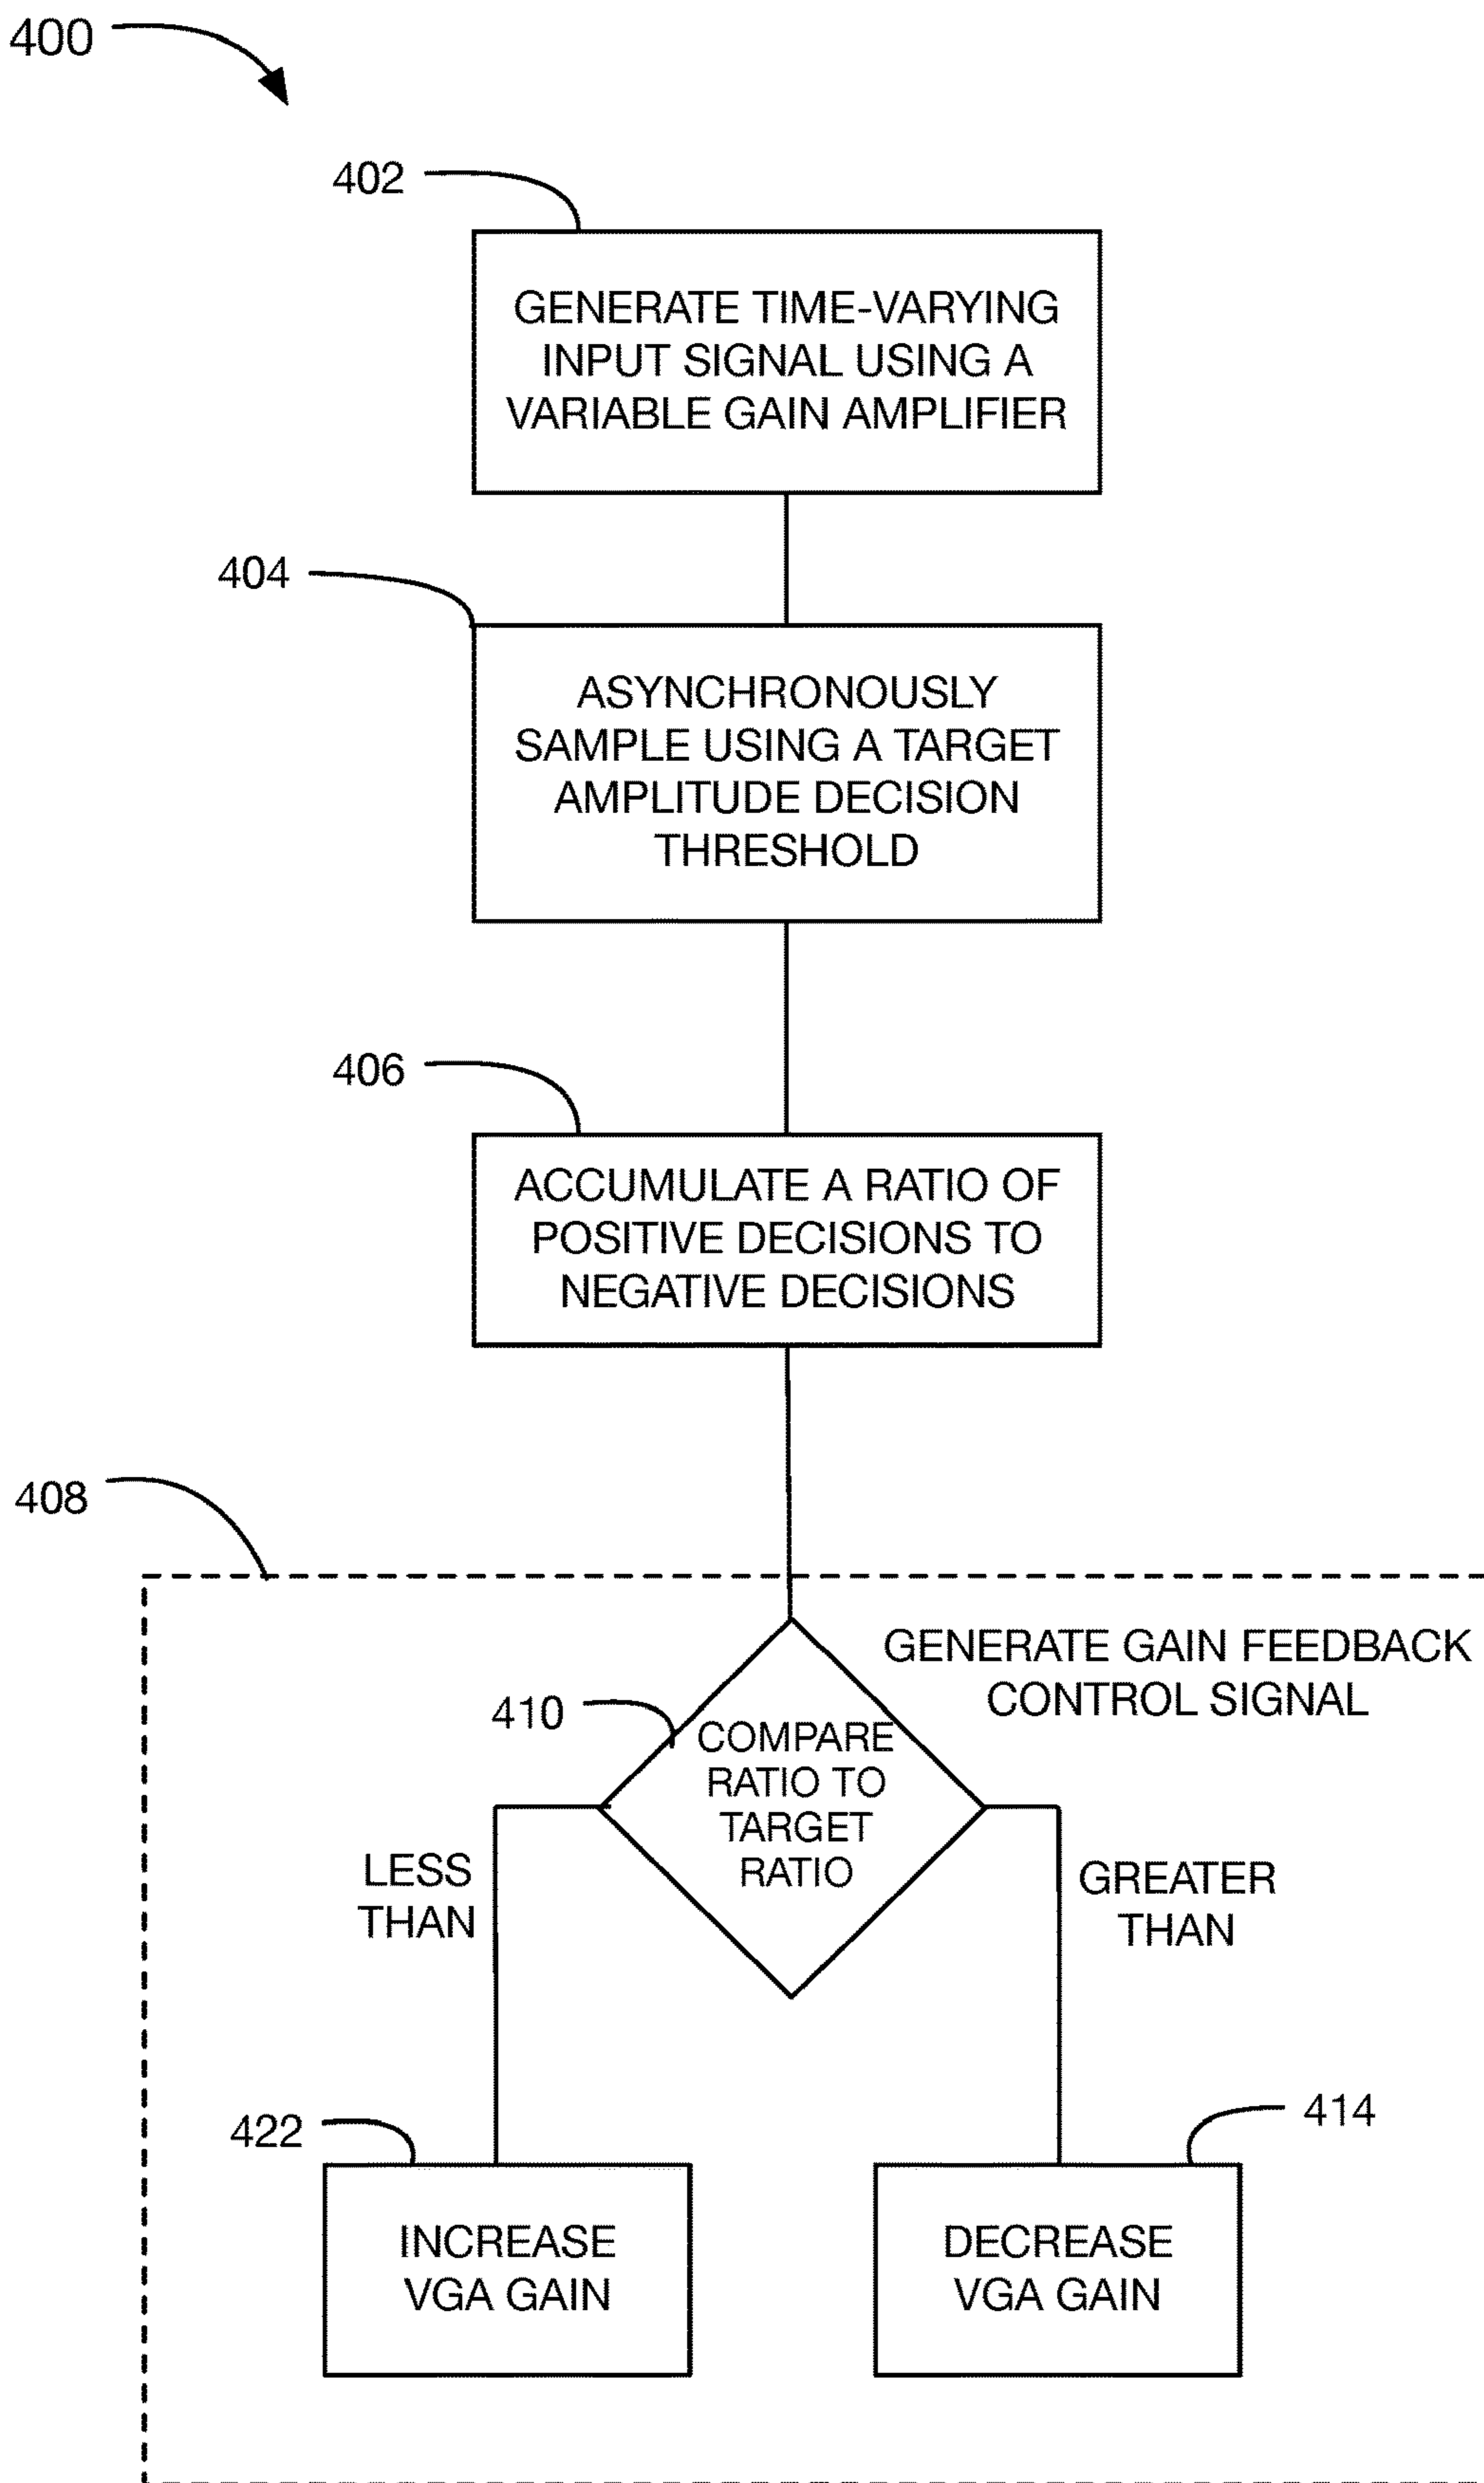 400
402
GENERATE TIME-VARYING
INPUT SIGNAL USING A
VARIABLE GAIN AMPLIFIER
404
ASYNCHRONOUSLY
SAMPLE USING A TARGET
AMPLITUDE DECISION
THRESHOLD
406
ACCUMULATE A RATIO OF
POSITIVE DECISIONS TO
NEGATIVE DECISIONS
408
GENERATE GAIN FEEDBACK
CONTROL SIGNAL
410
COMPARE
RATIO TO
TARGET
RATIO
LESS
THAN
GREATER
THAN
422
INCREASE
VGA GAIN
414
DECREASE
VGA GAIN